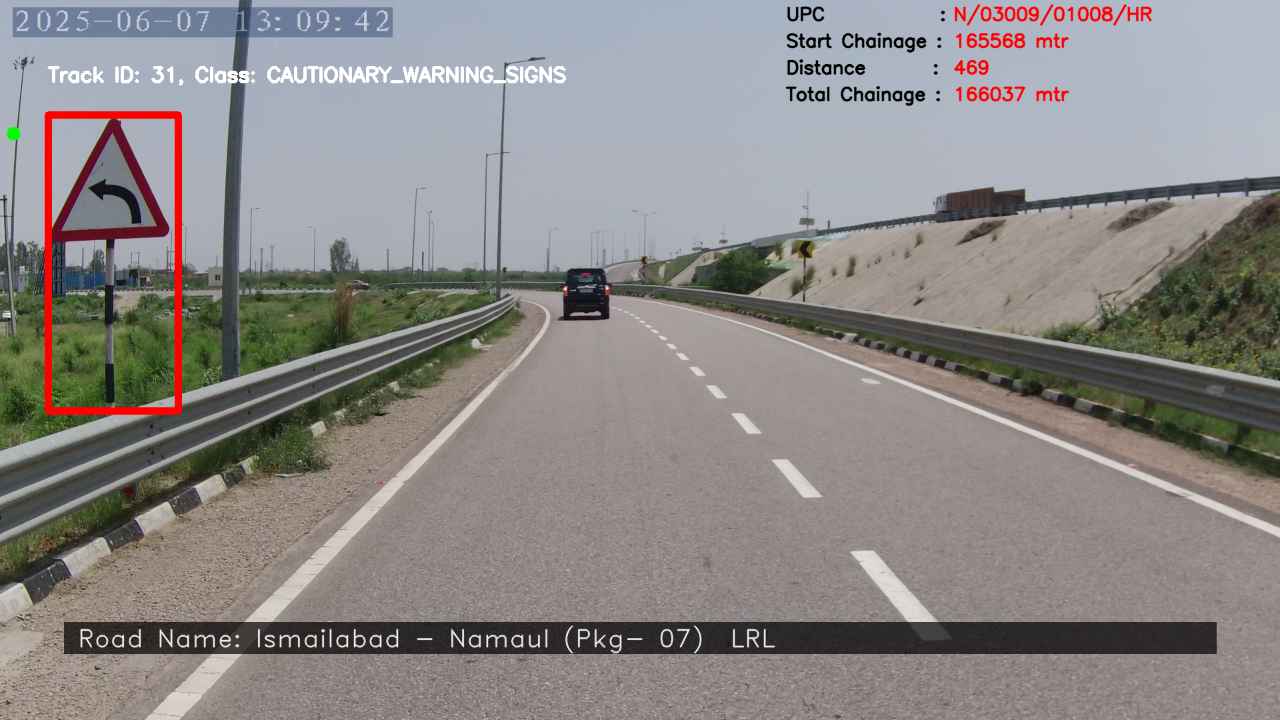 2025-06-07 13:09:42
UPC : N/03009/01008/HR
Start Chainage : 165568 mtr
Distance : 469
Total Chainage : 166037 mtr
Track ID: 31, Class: CAUTIONARY_WARNING_SIGNS
Road Name: Ismailabad - Namaul (Pkg- 07) LRL